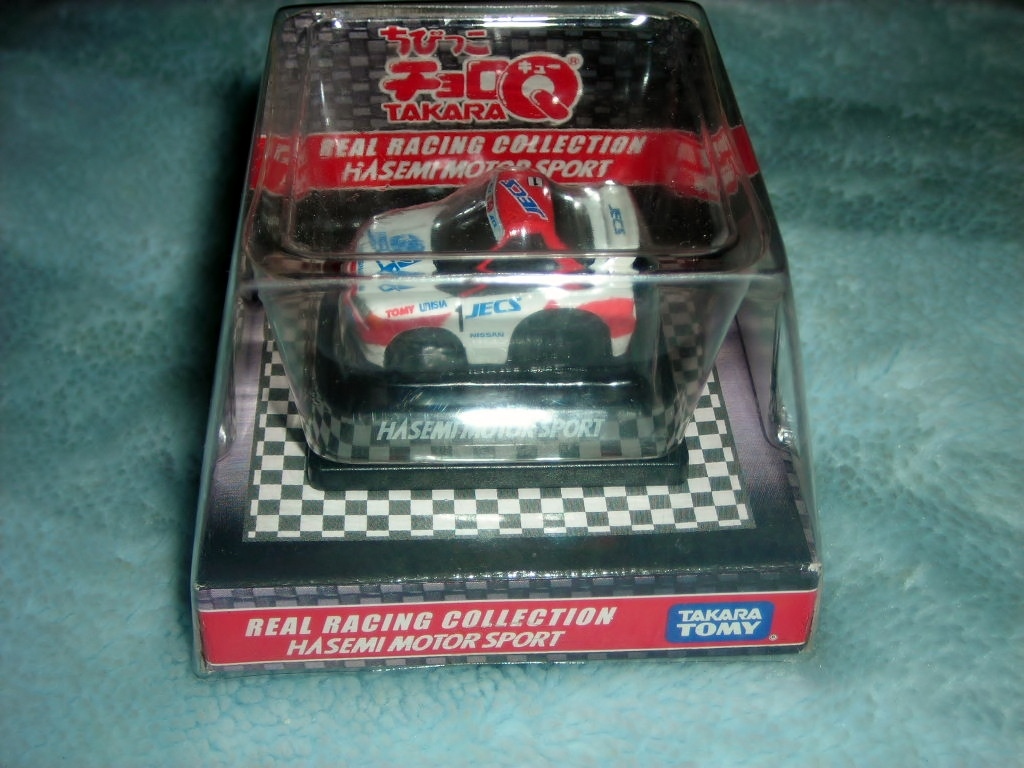 ちびっこ
チョロQ
キュー
®
TAKARA
REAL RACING COLLECTION
HASEMI MOTOR SPORT
JECS
JECS
TOMY UNISIA
1 JECS
NISSAN
HASEMI MOTOR SPORT
REAL RACING COLLECTION
HASEMI MOTOR SPORT
TAKARA
TOMY
®